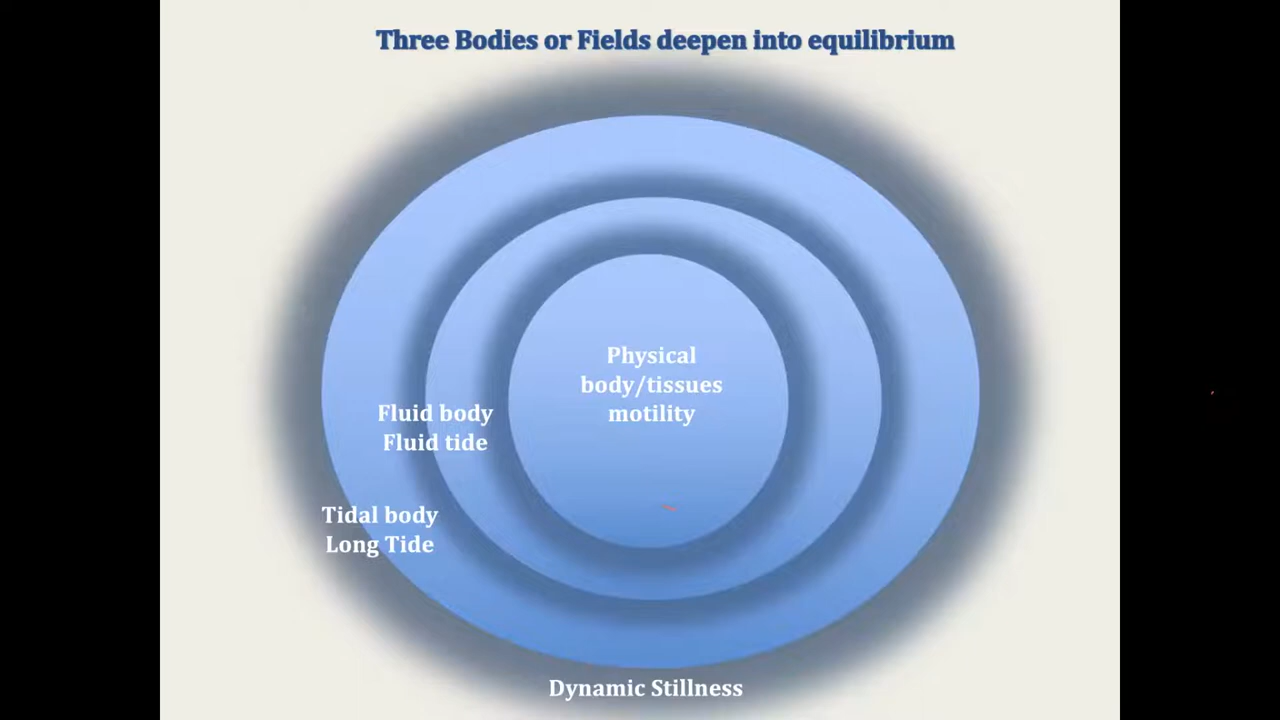 Three Bodies or Fields deepen into equilibrium
Physical
body/tissues
motility
Fluid body
Fluid tide
Tidal body
Long Tide
Dynamic Stillness